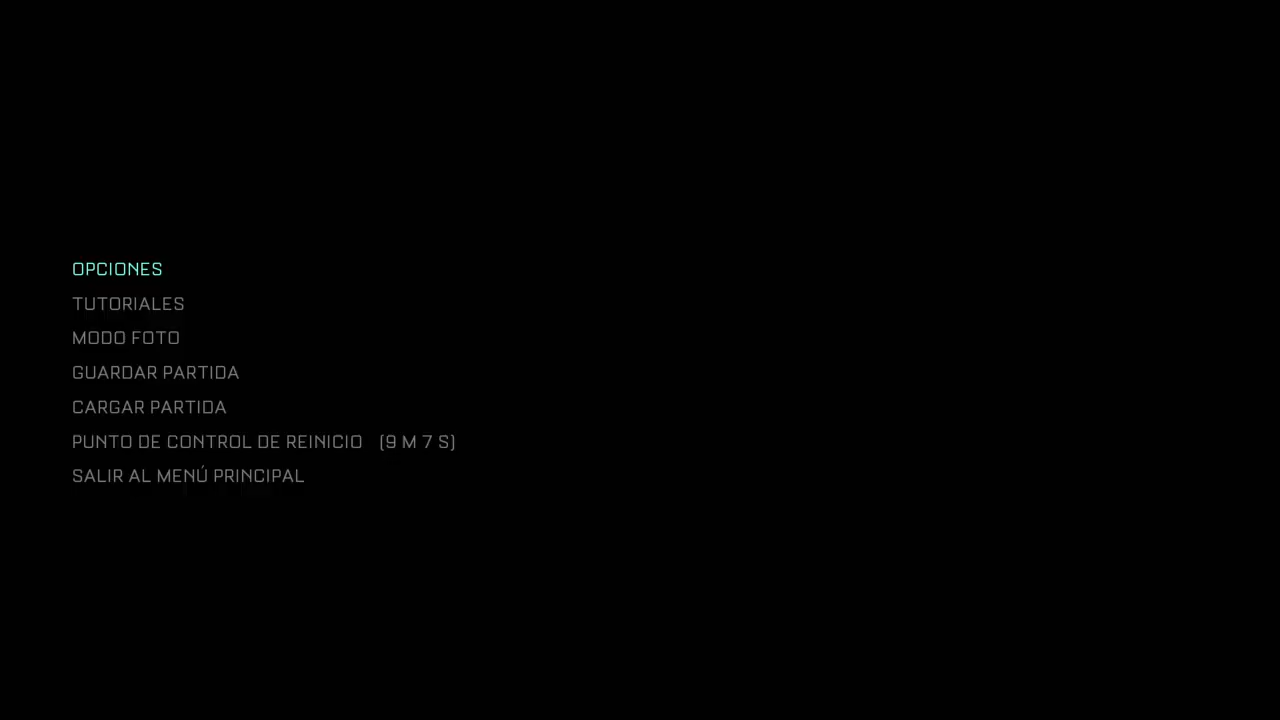 OPCIONES
TUTORIALES
MODO FOTO
GUARDAR PARTIDA
CARGAR PARTIDA
PUNTO DE CONTROL DE REINICIO (9 M 7 S)
SALIR AL MENÚ PRINCIPAL